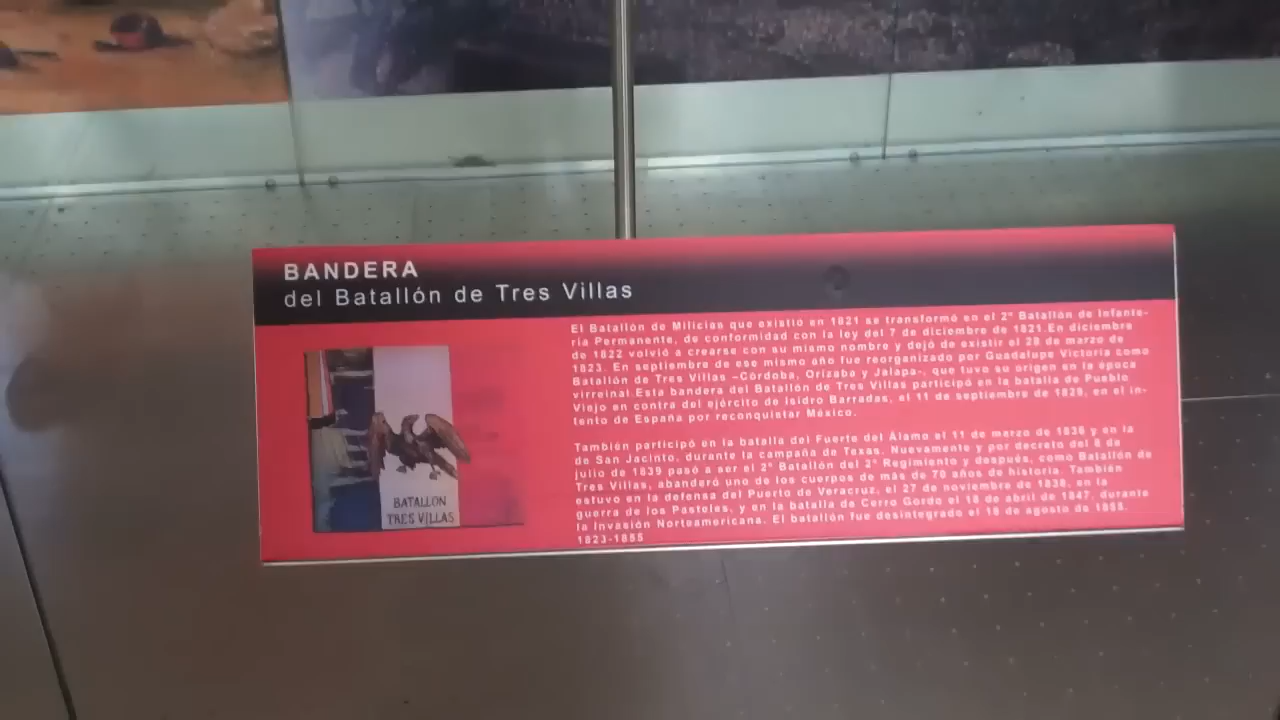 BANDERA
del Batallón de Tres Villas
El Batallón de Milicias que existió en 1821 se transformó en el 2° Batallón de Infante-
ría Permanente, de conformidad con la ley del 7 de diciembre de 1821.En diciembre
de 1822 volvió a crearse con su mismo nombre y dejó de existir el 28 de marzo de
1823. En septiembre de ese mismo año fue reorganizado por Guadalupe Victoria como
Batallón de Tres Villas -Córdoba, Orizaba y Jalapa-, que tuvo su origen en la época
virreinal.Esta bandera del Batallón de Tres Villas participó en la batalla de Pueblo
Viejo en contra del ejército de Isidro Barradas, el 11 de septiembre de 1829, en el in-
tento de España por reconquistar México.
También participó en la batalla del Fuerte del Álamo el 11 de marzo de 1836 y en la
de San Jacinto, durante la campaña de Texas. Nuevamente y por decreto del 8 de
julio de 1839 pasó a ser el 2° Batallón del 2° Regimiento y después, como Batallón de
Tres Villas, abanderó uno de los cuerpos de más de 70 años de historia. También
estuvo en la defensa del Puerto de Veracruz, el 27 de noviembre de 1838, en la
guerra de los Pasteles, y en la batalla de Cerro Gordo el 18 de abril de 1847, durante
la Invasión Norteamericana. El batallón fue desintegrado el 18 de agosto de 1855.
1823-1855
BATALLON
TRES VILLAS